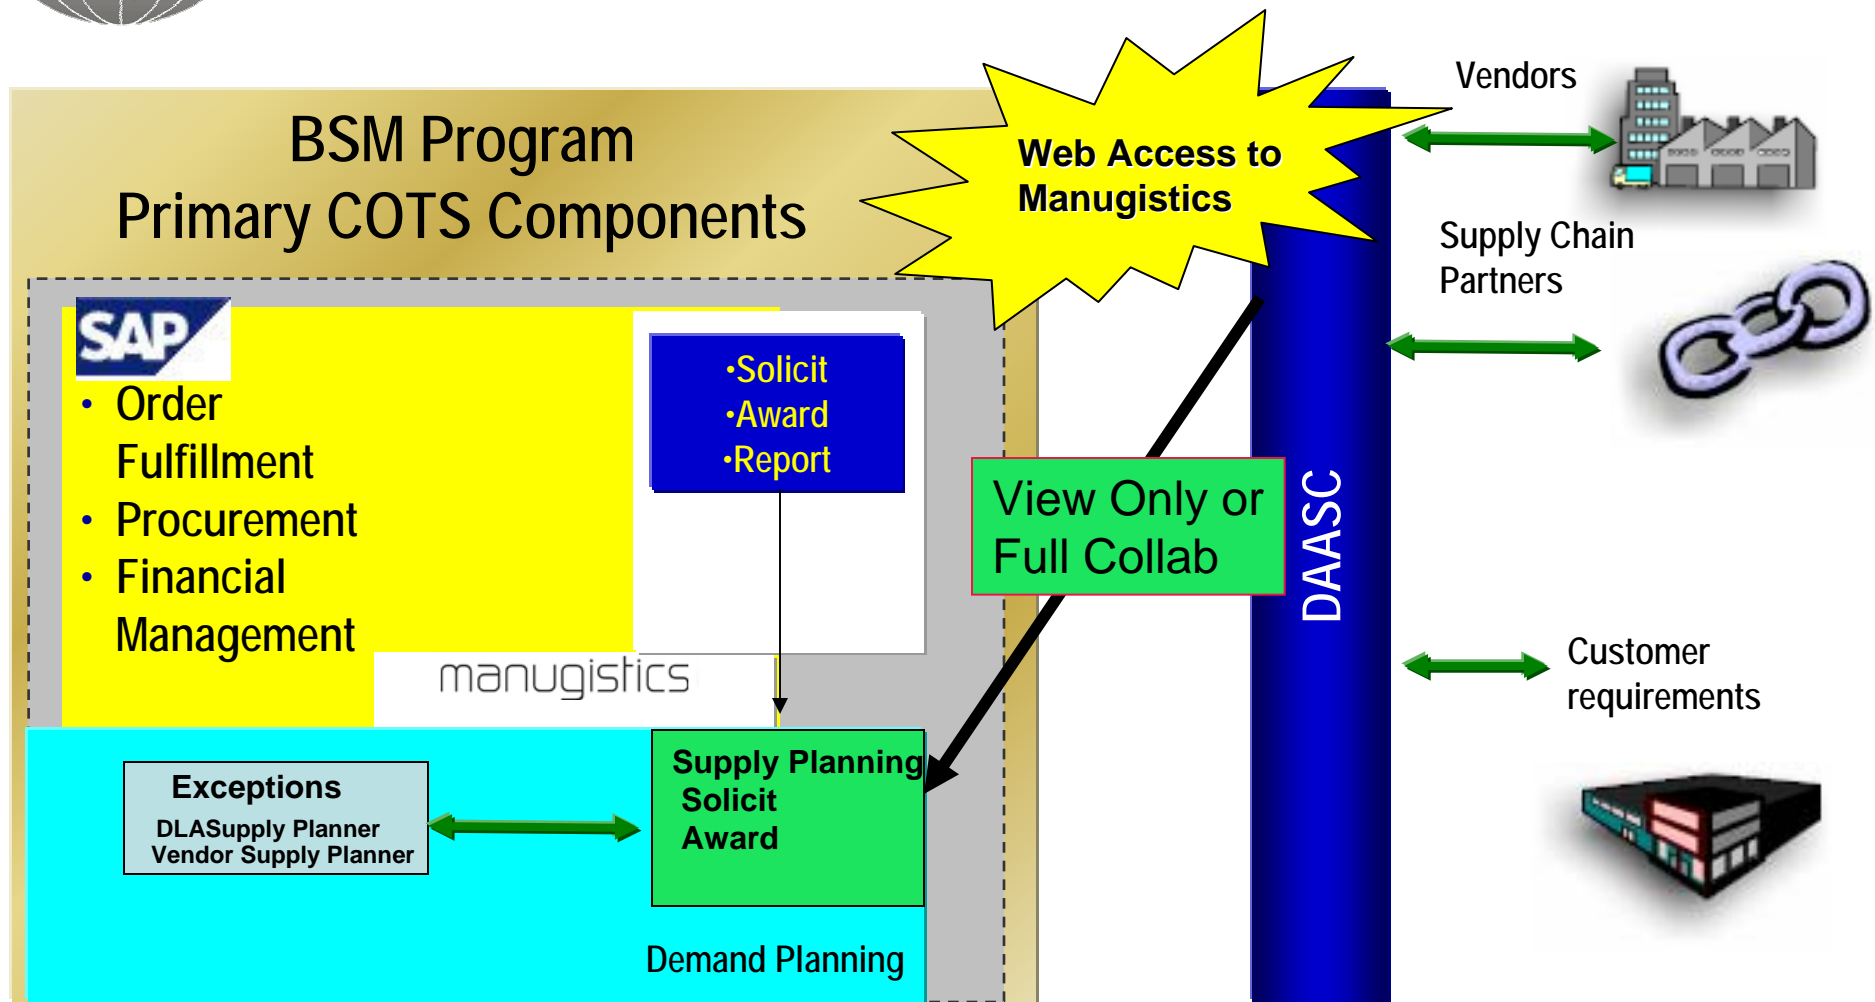 BSM Program
Primary COTS Components
Web Access to
Manugistics
Vendors
Supply Chain
Partners
SAP
• Order
Fulfillment
• Procurement
• Financial
Management
•Solicit
•Award
•Report
View Only or
Full Collab
DAASC
manugistics
Customer
requirements
Exceptions
DLASupply Planner
Vendor Supply Planner
Supply Planning
Solicit
Award
Demand Planning